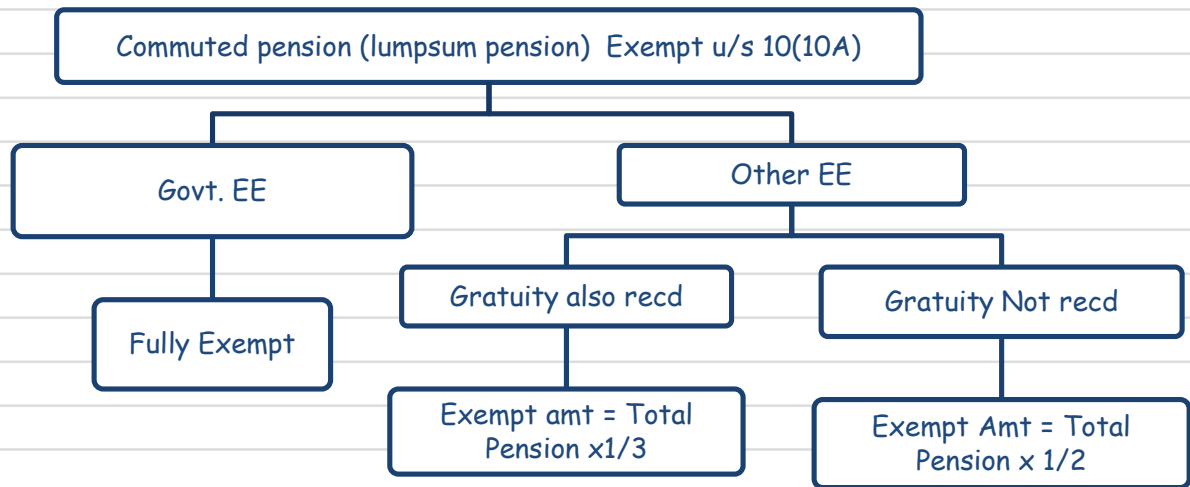 Commuted pension (lumpsum pension) Exempt u/s 10(10A)
Govt. EE
Other EE
Gratuity also recd
Gratuity Not recd
Fully Exempt
Exempt amt = Total
Pension x1/3
Exempt Amt = Total
Pension x 1/2